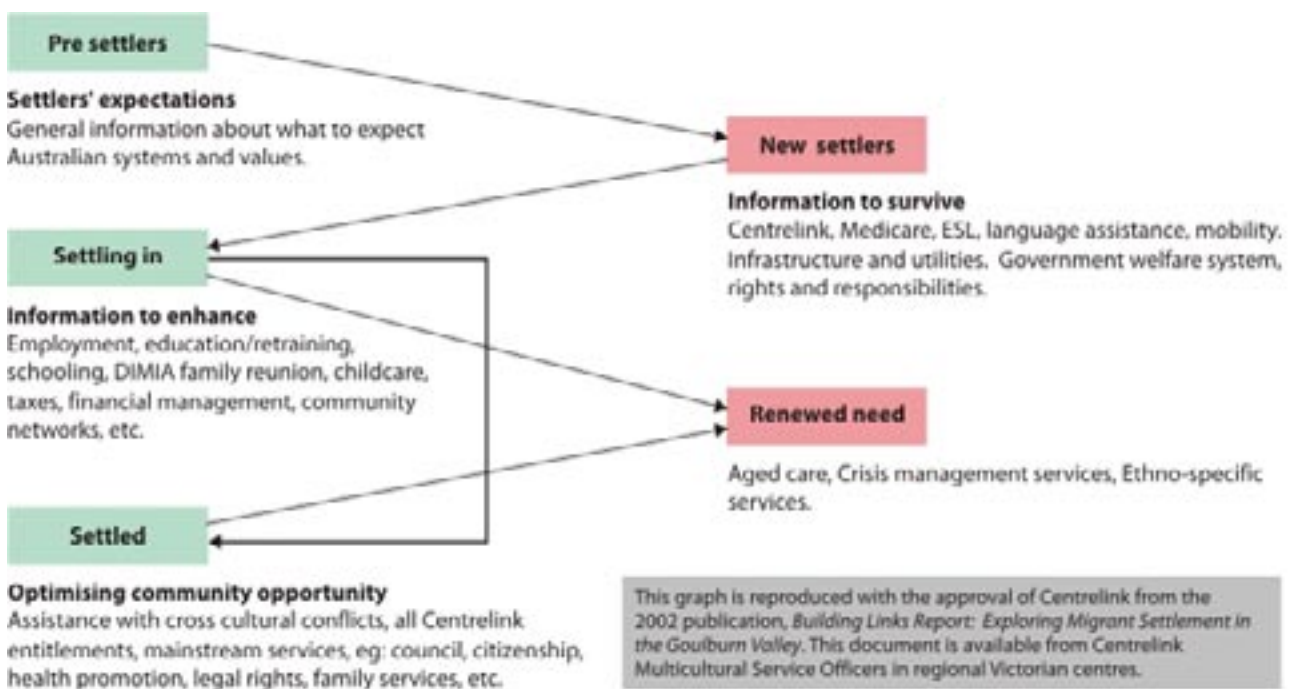 Pre settlers
Settlers' expectations
General information about what to expect
Australian systems and values.
New settlers
Information to survive
Centrelink, Medicare, ESL, language assistance, mobility.
Infrastructure and utilities. Government welfare system,
rights and responsibilities.
Settling in
Information to enhance
Employment, education/retraining,
schooling, DIMIA family reunion, childcare,
taxes, financial management, community
networks, etc.
Renewed need
Aged care, Crisis management services, Ethno-specific
services.
Settled
Optimising community opportunity
Assistance with cross cultural conflicts, all Centrelink
entitlements, mainstream services, eg: council, citizenship,
health promotion, legal rights, family services, etc.
This graph is reproduced with the approval of Centrelink from the
2002 publication, Building Links Report: Exploring Migrant Settlement in
the Goulburn Valley. This document is available from Centrelink
Multicultural Service Officers in regional Victorian centres.